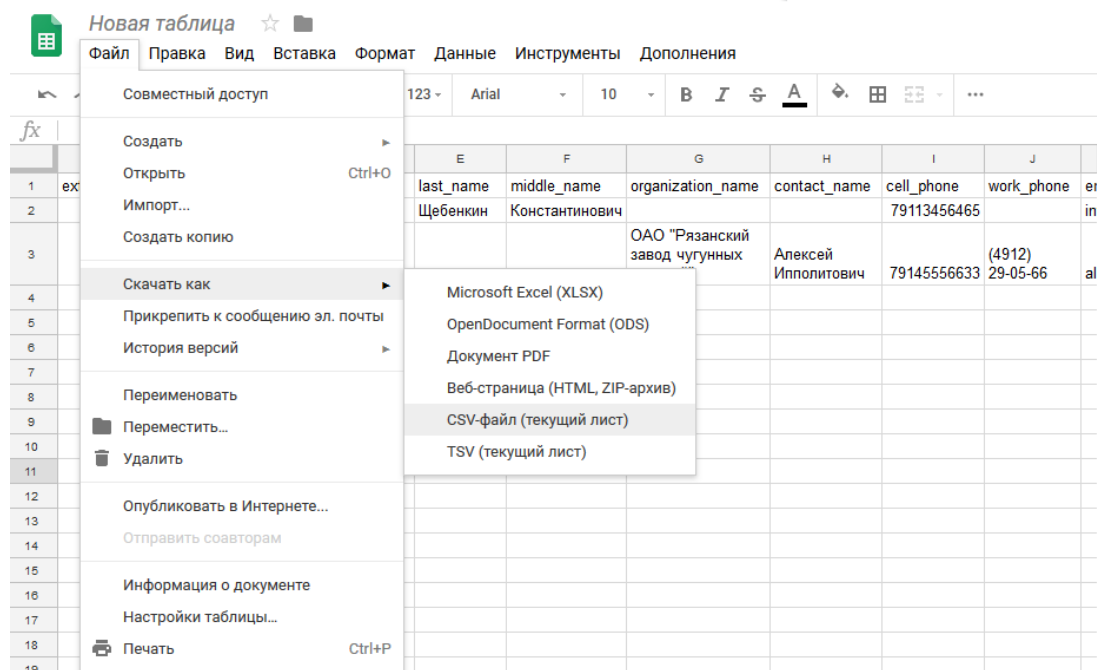 Новая таблица
Файл Правка Вид Вставка Формат Данные Инструменты Дополнения
123 Arial 10 B I S A
fx
Совместный доступ
Создать
Открыть Ctrl+O
Импорт...
Создать копию
Скачать как
Прикрепить к сообщению эл. почты
История версий
Переименовать
Переместить...
Удалить
Опубликовать в Интернете...
Отправить соавторам
Информация о документе
Настройки таблицы...
Печать Ctrl+P
Microsoft Excel (XLSX)
OpenDocument Format (ODS)
Документ PDF
Веб-страница (HTML, ZIP-архив)
CSV-файл (текущий лист)
TSV (текущий лист)
E F G H I J
1 last_name middle_name organization_name contact_name cell_phone work_phone
2 Щебенкин Константинович 79113456465 in
3 ОАО "Рязанский
завод чугунных Алексей (4912)
Ипполитович 79145556633 29-05-66 al
4
5
6
7
8
9
10
11
12
13
14
15
16
17
18